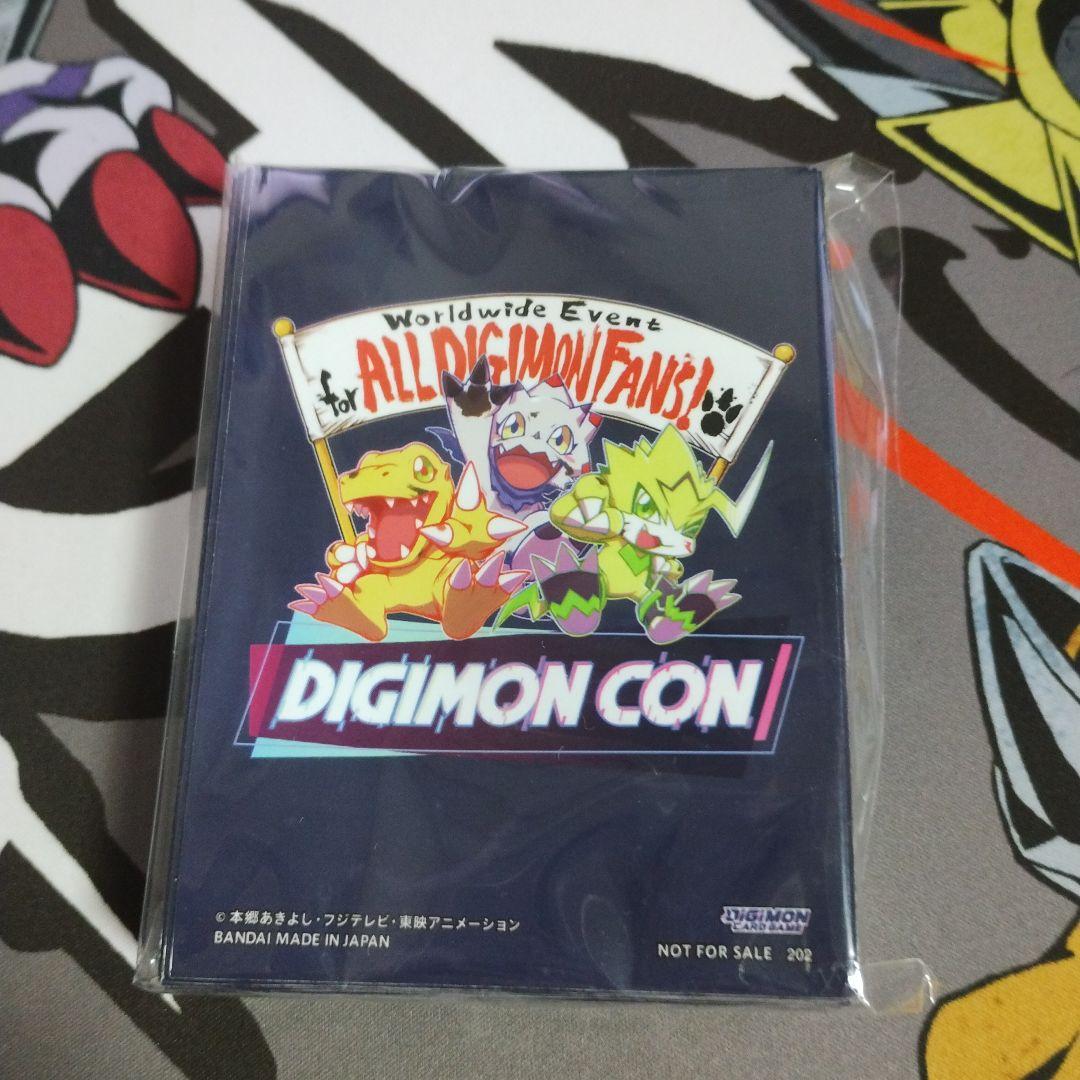 Worldwide Event
for ALL DIGIMON FANS!
DIGIMON CON
© 本郷あきよし・フジテレビ・東映アニメーション
BANDAI MADE IN JAPAN
DIGIMON
CARD GAME
NOT FOR SALE 202